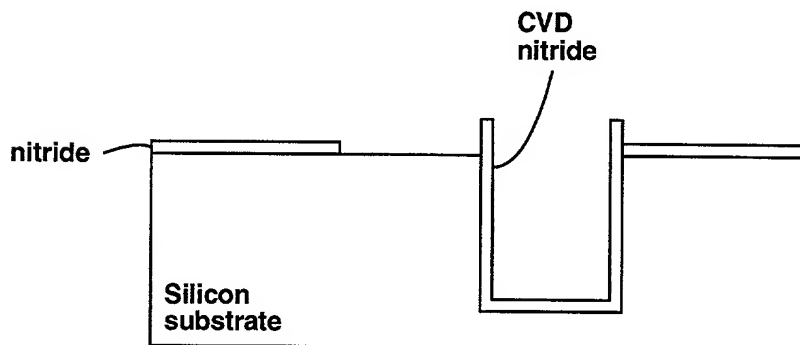 CVD
nitride
nitride
Silicon
substrate